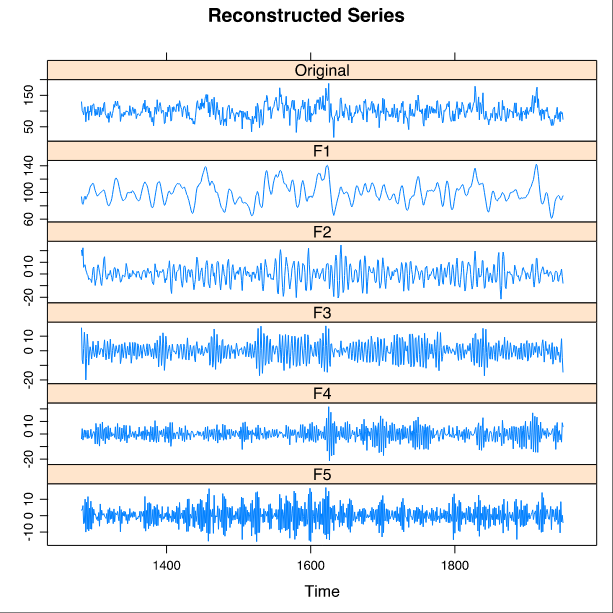 Reconstructed Series
Original
50 150
F1
60 100 140
F2
-20 0 10
F3
-20 0 10
F4
-20 0 10
F5
-10 0 10
1400 1600 1800
Time